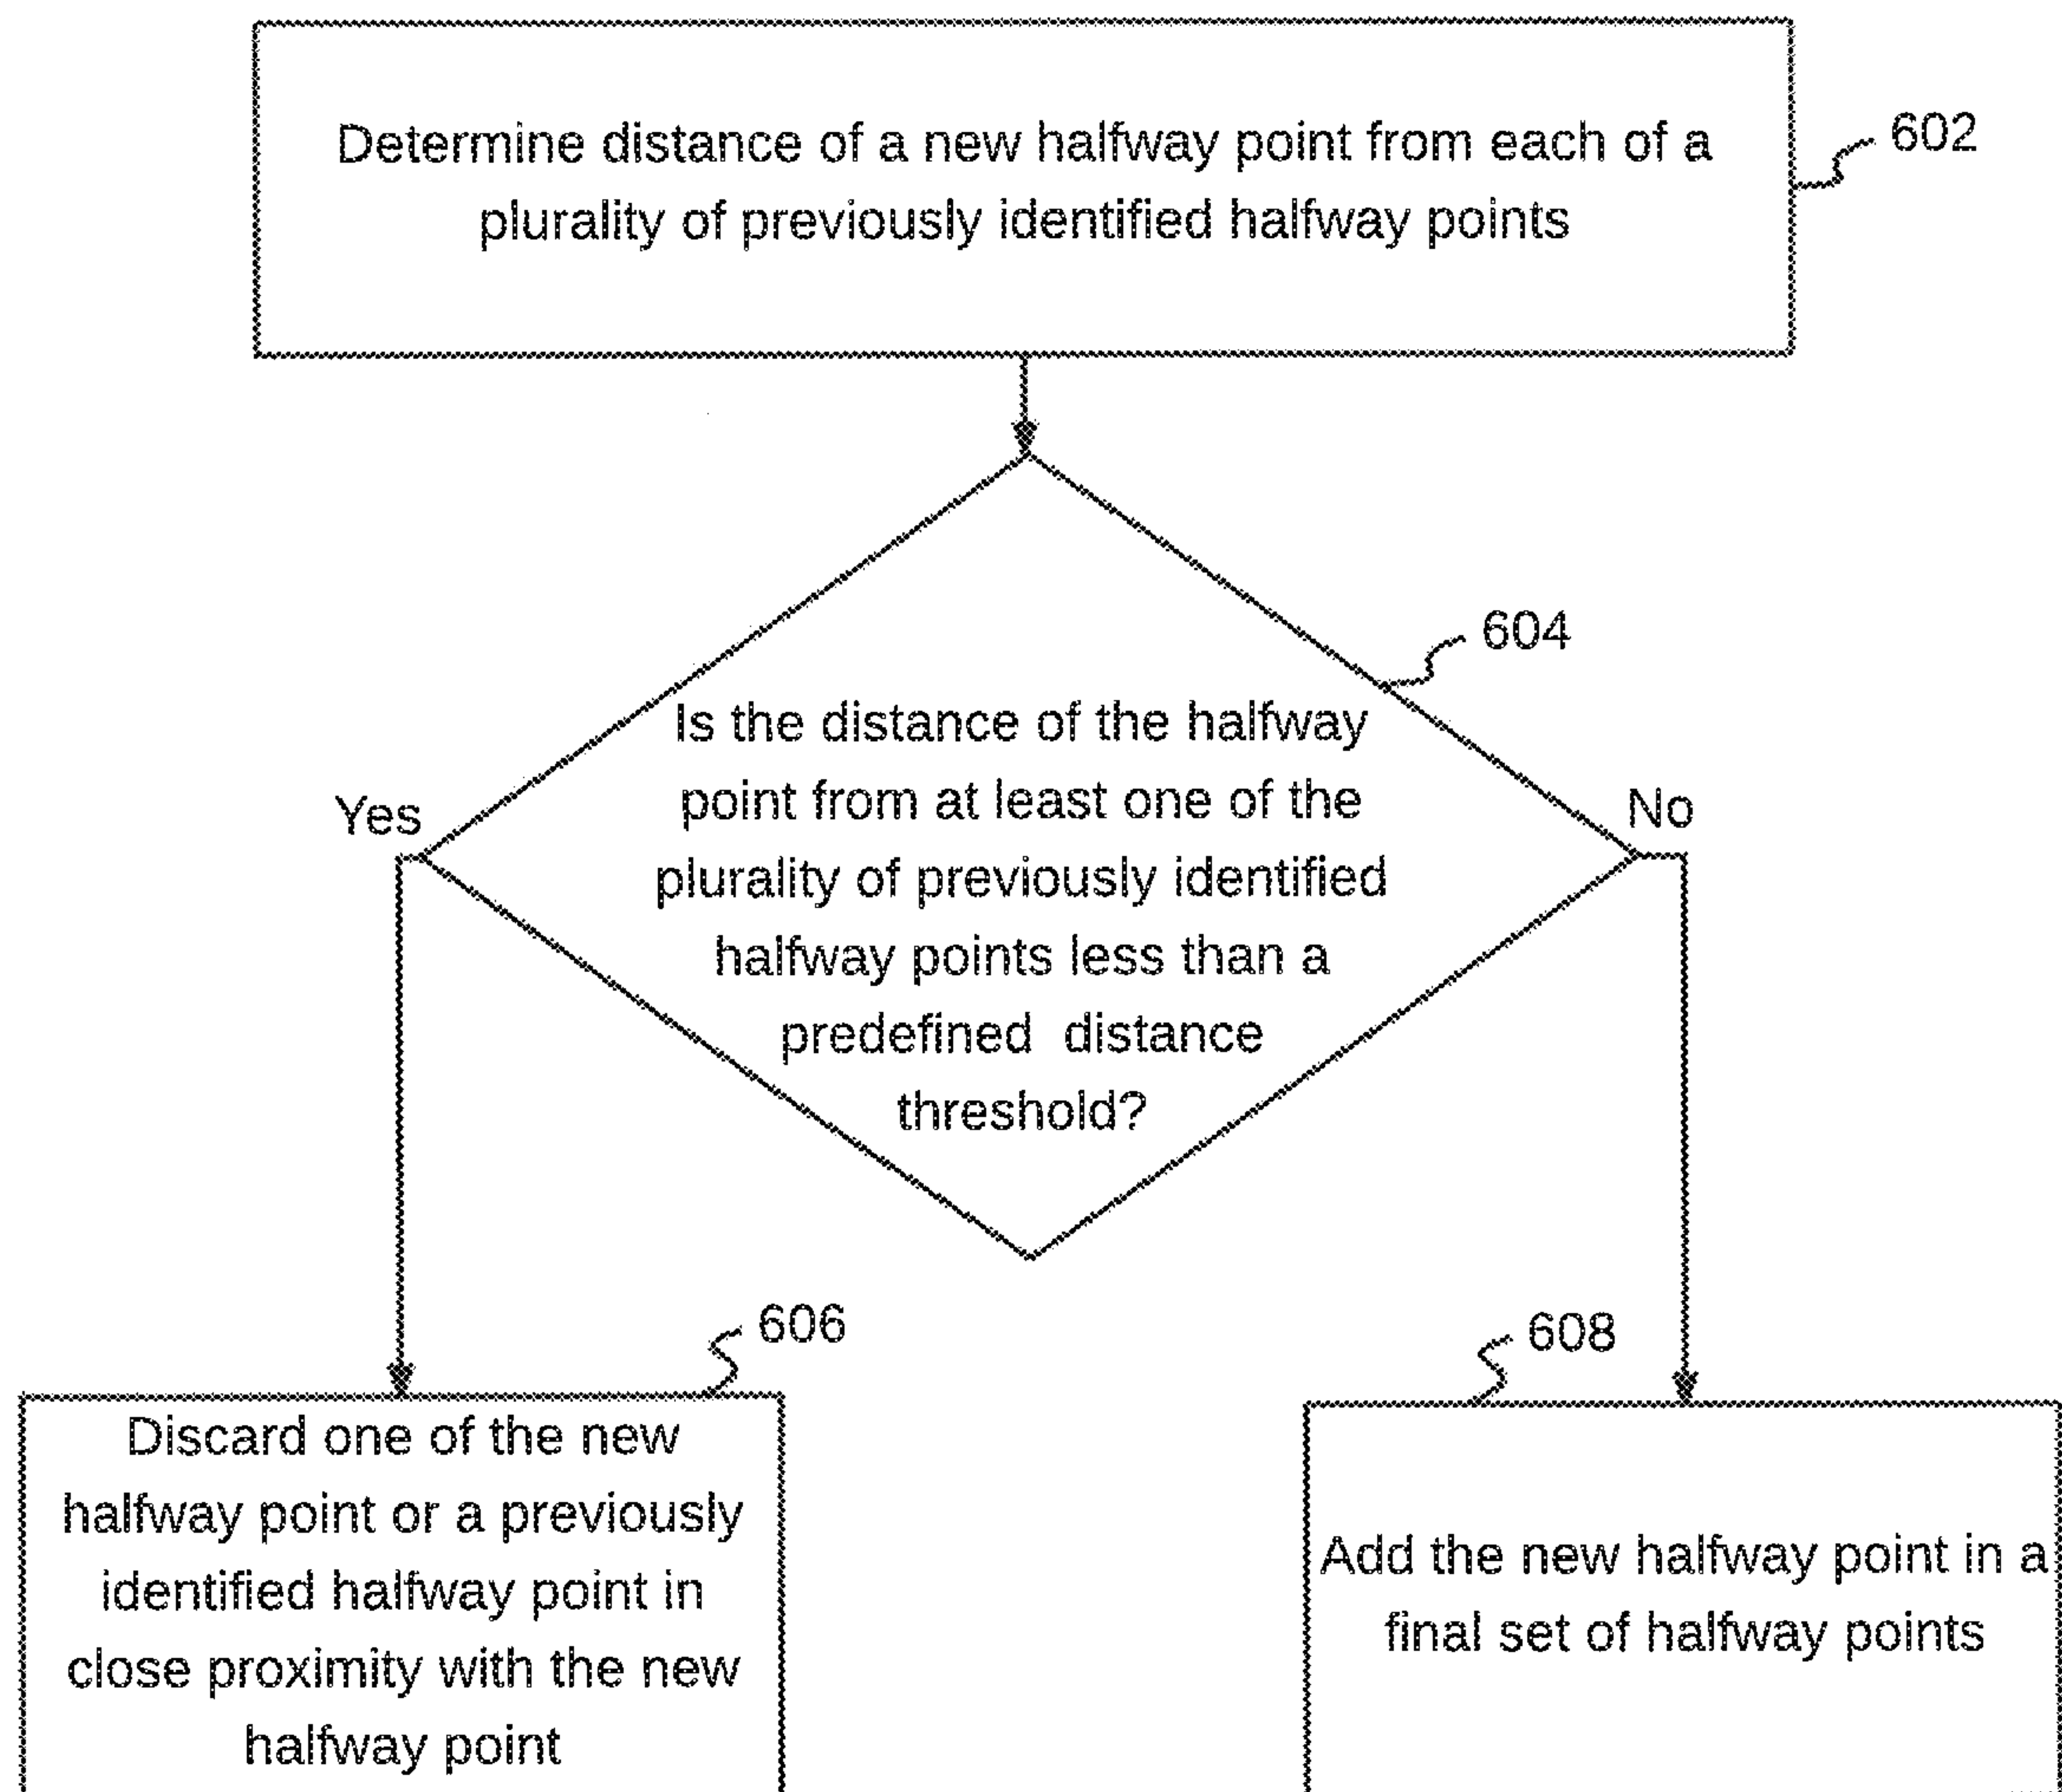 Determine distance of a new halfway point from each of a
plurality of previously identified halfway points
602
604
Is the distance of the halfway
point from at least one of the
plurality of previously identified
halfway points less than a
predefined  distance
threshold?
Yes
No
606
Discard one of the new
halfway point or a previously
identified halfway point in
close proximity with the new
halfway point
608
Add the new halfway point in a
final set of halfway points